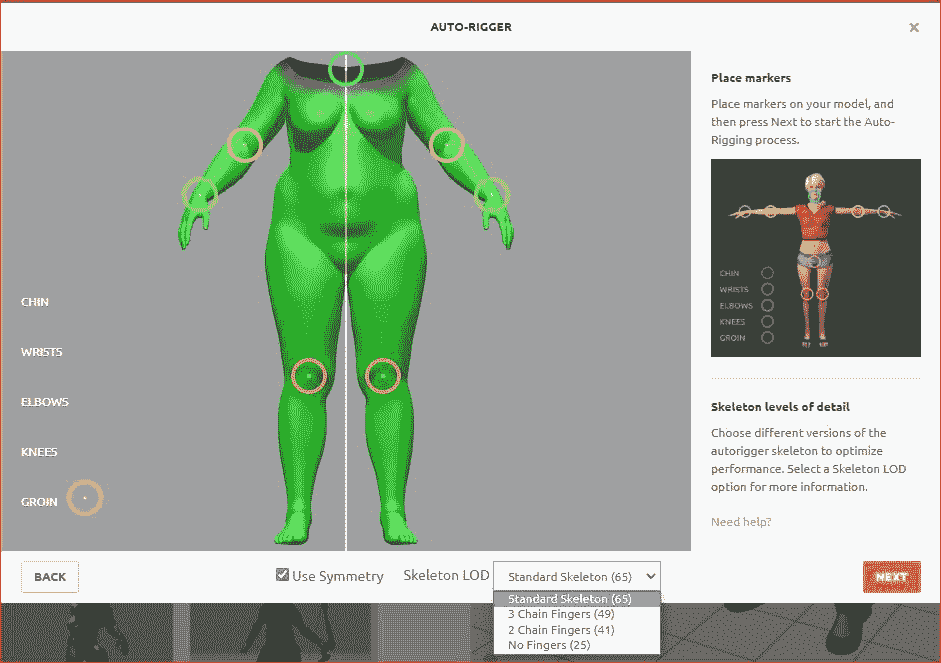 AUTO-RIGGER
×
CHIN
WRISTS
ELBOWS
KNEES
GROIN
Place markers
Place markers on your model, and
then press Next to start the Auto-
Rigging process.
CHIN
WRISTS
ELBOWS
KNEES
GROIN
Skeleton levels of detail
Choose different versions of the
autorigger skeleton to optimize
performance. Select a Skeleton LOD
option for more information.
Need help?
BACK
Use Symmetry
Skeleton LOD
Standard Skeleton (65)
NEXT
Standard Skeleton (65)
3 Chain Fingers (49)
2 Chain Fingers (41)
No Fingers (25)